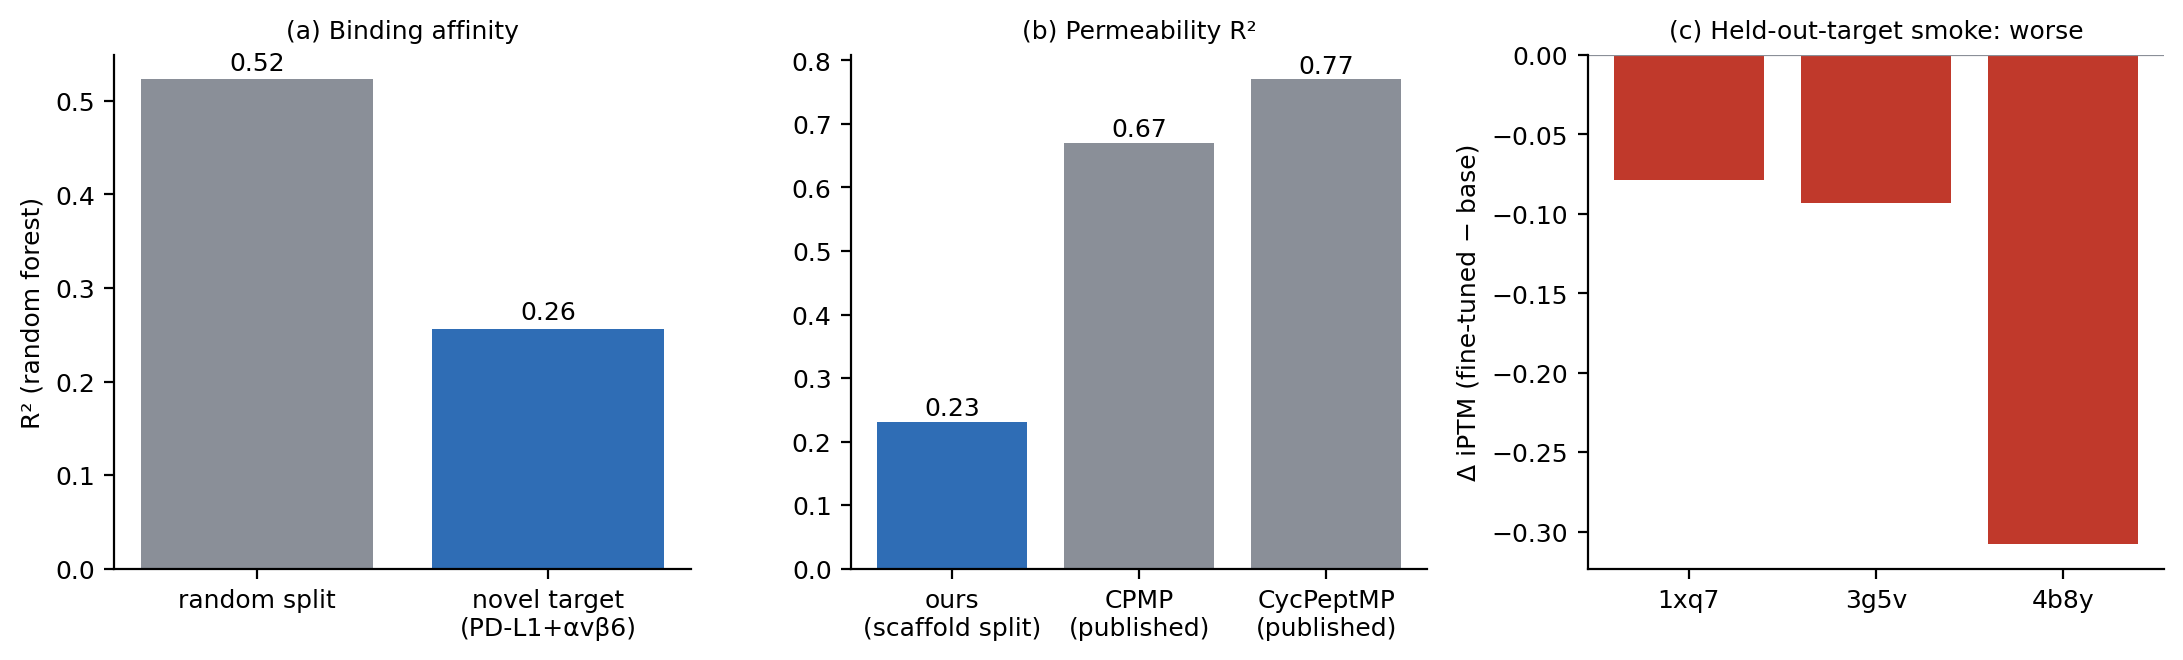 (a) Binding affinity
R² (random forest)
0.5
0.4
0.3
0.2
0.1
0.0
0.52
0.26
random split
novel target
(PD-L1+αvβ6)
(b) Permeability R²
0.8
0.7
0.6
0.5
0.4
0.3
0.2
0.1
0.0
0.23
0.67
0.77
ours
(scaffold split)
CPMP
(published)
CycPeptMP
(published)
(c) Held-out-target smoke: worse
Δ iPTM (fine-tuned − base)
0.00
−0.05
−0.10
−0.15
−0.20
−0.25
−0.30
1xq7
3g5v
4b8y